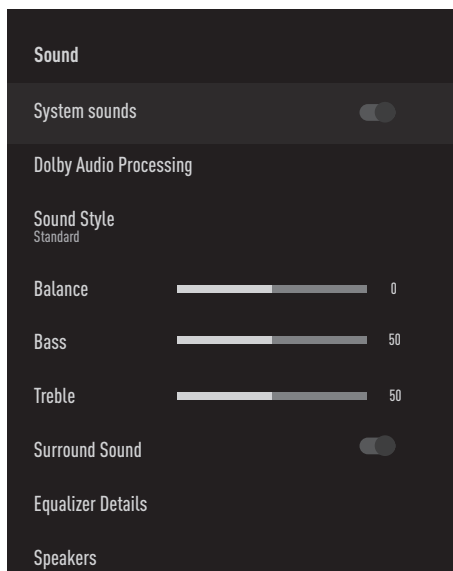 Sound
System sounds
Dolby Audio Processing
Sound Style
Standard
Balance 0
Bass 50
Treble 50
Surround Sound
Equalizer Details
Speakers